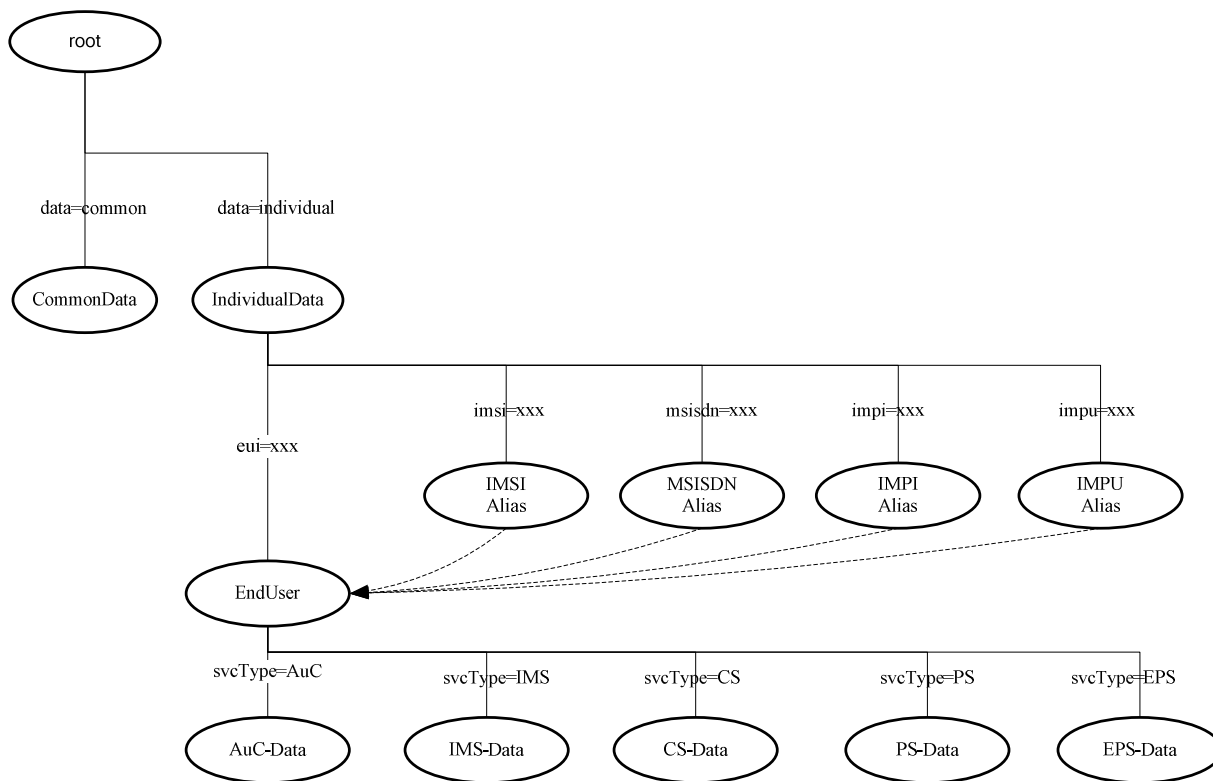 root
data=common
data=individual
CommonData
IndividualData
imsi=xxx
msisdn=xxx
impi=xxx
impu=xxx
eui=xxx
IMSI
Alias
MSISDN
Alias
IMPI
Alias
IMPU
Alias
EndUser
svcType=AuC
svcType=IMS
svcType=CS
svcType=PS
svcType=EPS
AuC-Data
IMS-Data
CS-Data
PS-Data
EPS-Data